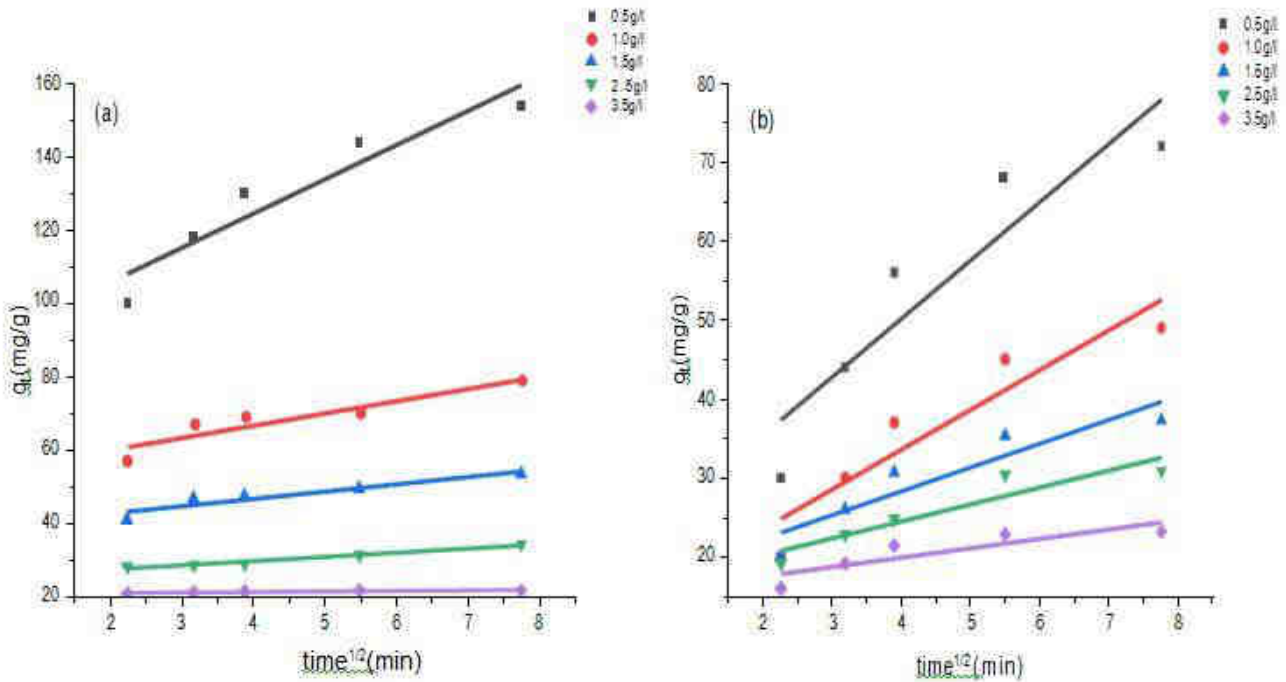 0.5g/l
1.0g/l
1.5g/l
2.5g/l
3.5g/l
(a)
160
140
120
100
80
60
40
20
qt(mg/g)
2 3 4 5 6 7 8
time1/2(min)
0.5g/l
1.0g/l
1.5g/l
2.5g/l
3.5g/l
(b)
80
70
60
50
40
30
20
qt(mg/g)
2 3 4 5 6 7 8
time1/2(min)